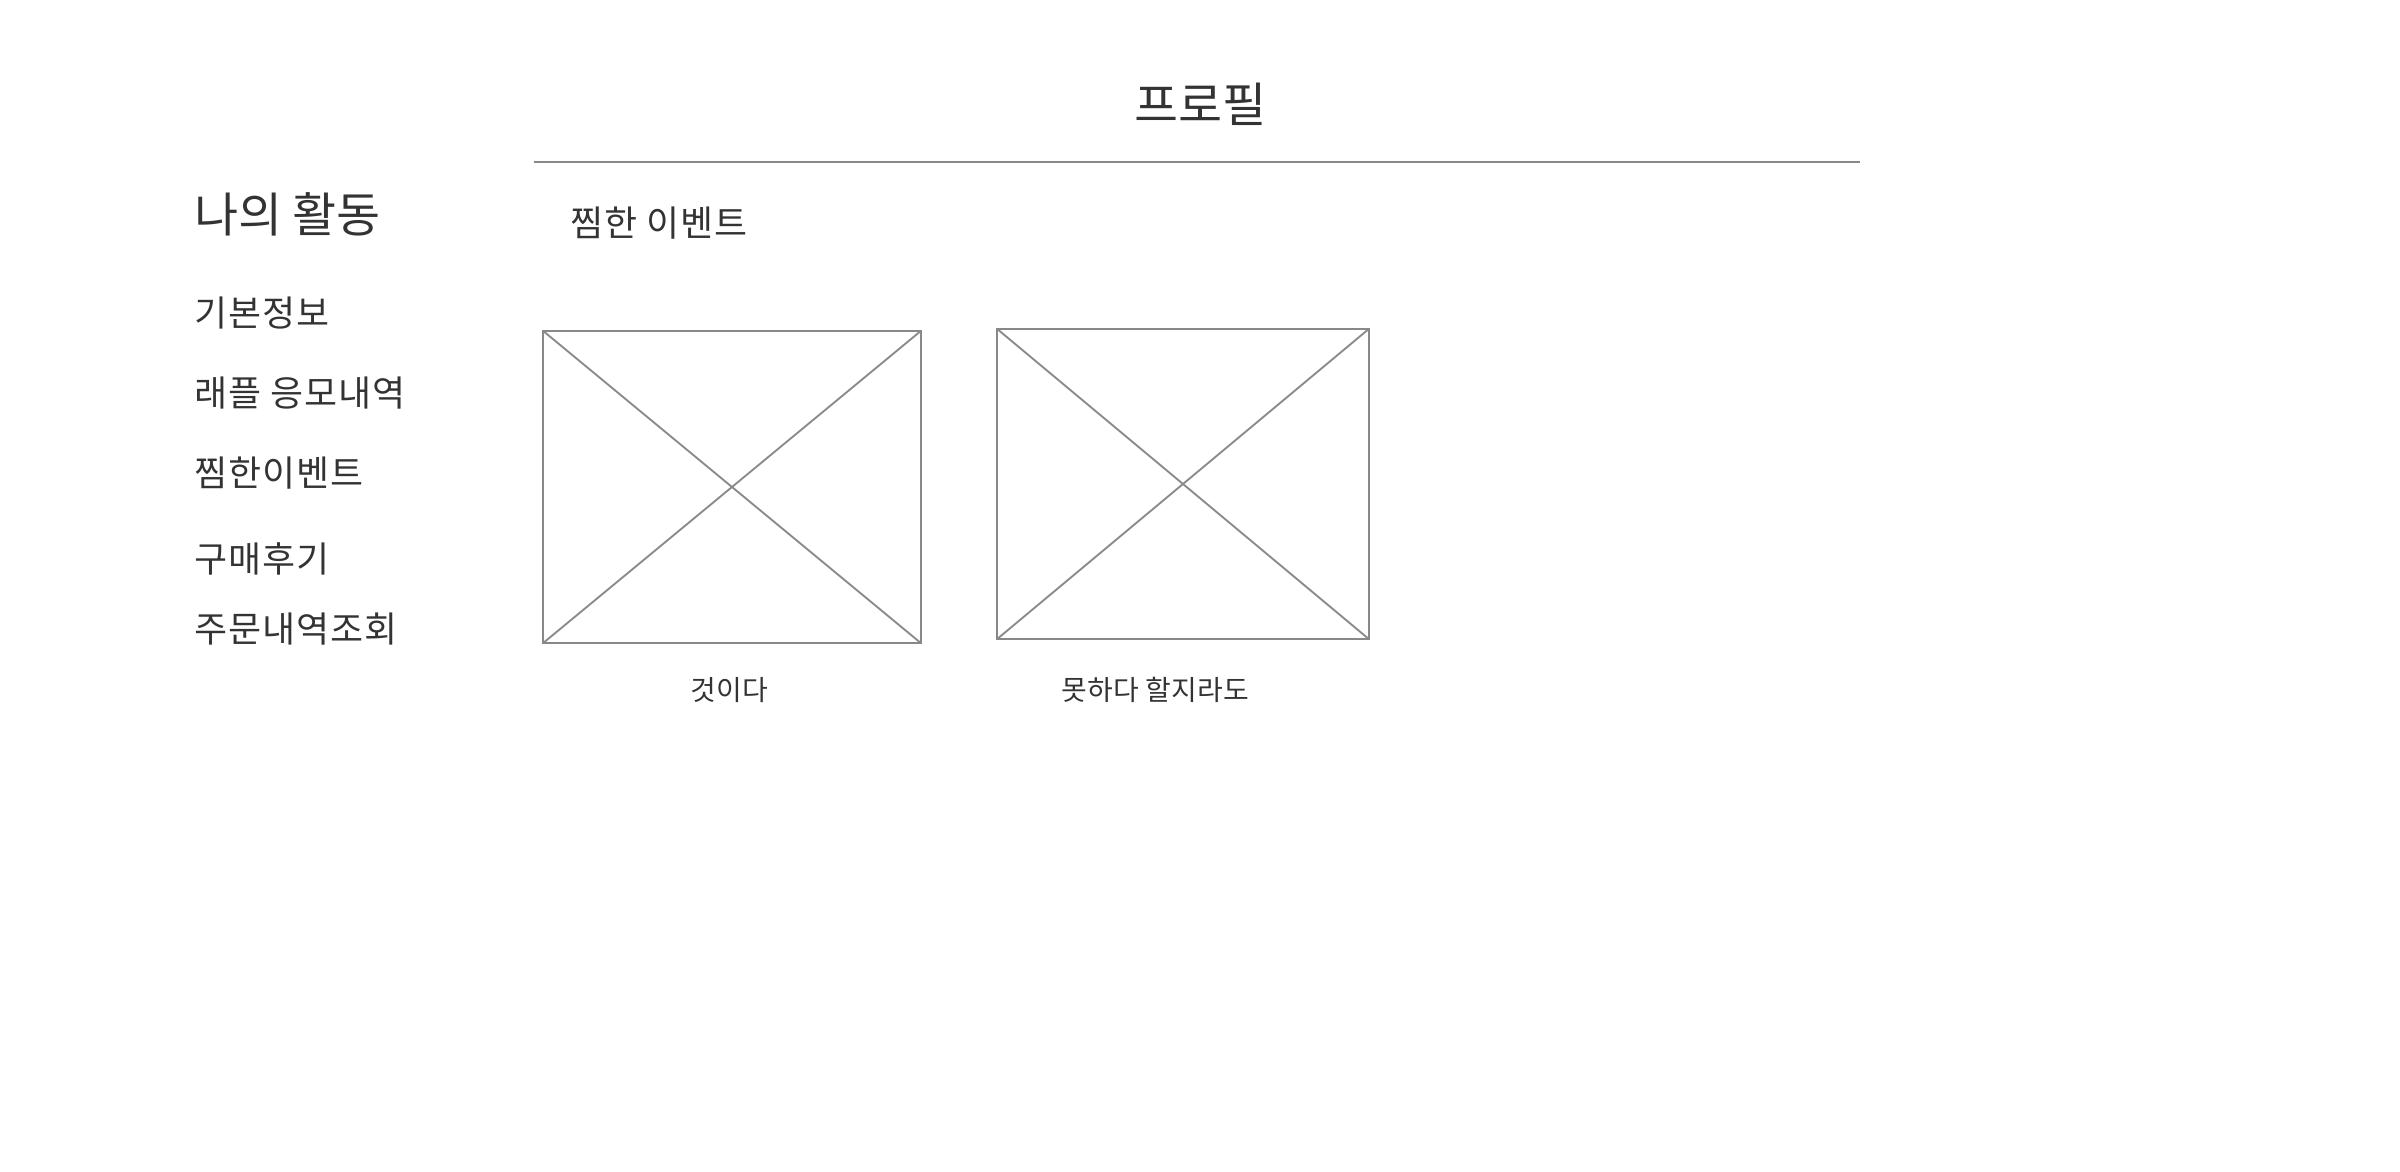 프로필
나의 활동
찜한 이벤트
기본정보
래플 응모내역
찜한이벤트
구매후기
주문내역조회
것이다
못하다 할지라도